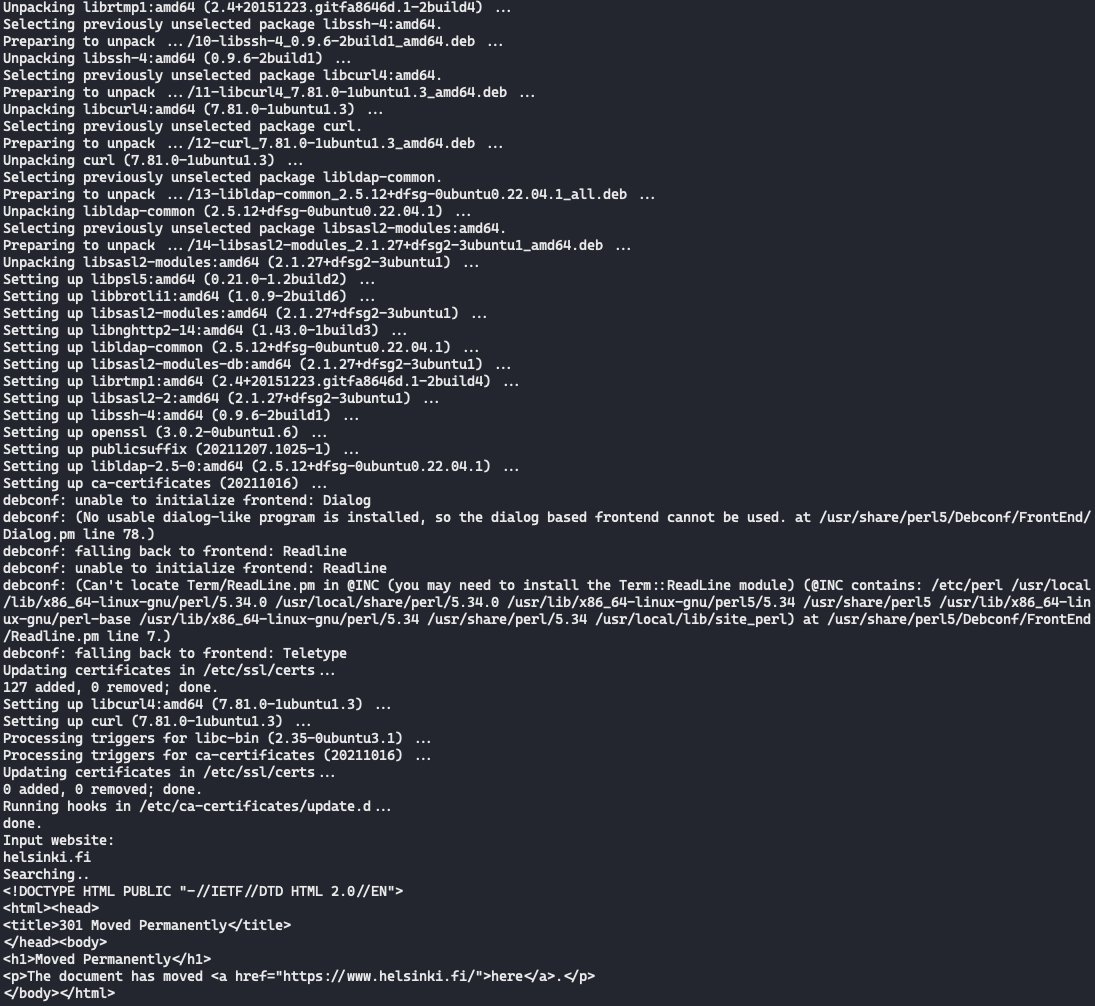 Unpacking librtmp1:amd64 (2.4+20151223.gitfa8646d.1-2build4) ...
Selecting previously unselected package libssh-4:amd64.
Preparing to unpack .../10-libssh-4_0.9.6-2build1_amd64.deb ...
Unpacking libssh-4:amd64 (0.9.6-2build1) ...
Selecting previously unselected package libcurl4:amd64.
Preparing to unpack .../11-libcurl4_7.81.0-1ubuntu1.3_amd64.deb ...
Unpacking libcurl4:amd64 (7.81.0-1ubuntu1.3) ...
Selecting previously unselected package curl.
Preparing to unpack .../12-curl_7.81.0-1ubuntu1.3_amd64.deb ...
Unpacking curl (7.81.0-1ubuntu1.3) ...
Selecting previously unselected package libldap-common.
Preparing to unpack .../13-libldap-common_2.5.12+dfsg-0ubuntu0.22.04.1_all.deb ...
Unpacking libldap-common (2.5.12+dfsg-0ubuntu0.22.04.1) ...
Selecting previously unselected package libsasl2-modules:amd64.
Preparing to unpack .../14-libsasl2-modules_2.1.27+dfsg2-3ubuntu1_amd64.deb ...
Unpacking libsasl2-modules:amd64 (2.1.27+dfsg2-3ubuntu1) ...
Setting up libpsl5:amd64 (0.21.0-1.2build2) ...
Setting up libbrotli1:amd64 (1.0.9-2build6) ...
Setting up libsasl2-modules:amd64 (2.1.27+dfsg2-3ubuntu1) ...
Setting up libnghttp2-14:amd64 (1.43.0-1build3) ...
Setting up libldap-common (2.5.12+dfsg-0ubuntu0.22.04.1) ...
Setting up libsasl2-modules-db:amd64 (2.1.27+dfsg2-3ubuntu1) ...
Setting up librtmp1:amd64 (2.4+20151223.gitfa8646d.1-2build4) ...
Setting up libsasl2-2:amd64 (2.1.27+dfsg2-3ubuntu1) ...
Setting up libssh-4:amd64 (0.9.6-2build1) ...
Setting up openssl (3.0.2-0ubuntu1.6) ...
Setting up publicsuffix (20211207.1025-1) ...
Setting up libldap-2.5-0:amd64 (2.5.12+dfsg-0ubuntu0.22.04.1) ...
Setting up ca-certificates (20211016) ...
debconf: unable to initialize frontend: Dialog
debconf: (No usable dialog-like program is installed, so the dialog based frontend cannot be used. at /usr/share/perl5/Debconf/FrontEnd/
Dialog.pm line 78.)
debconf: falling back to frontend: Readline
debconf: unable to initialize frontend: Readline
debconf: (Can't locate Term/ReadLine.pm in @INC (you may need to install the Term::ReadLine module) (@INC contains: /etc/perl /usr/local
/lib/x86_64-linux-gnu/perl/5.34.0 /usr/local/share/perl/5.34.0 /usr/lib/x86_64-linux-gnu/perl5/5.34 /usr/share/perl5 /usr/lib/x86_64-lin
ux-gnu/perl-base /usr/lib/x86_64-linux-gnu/perl/5.34 /usr/share/perl/5.34 /usr/local/lib/site_perl) at /usr/share/perl5/Debconf/FrontEnd
/Readline.pm line 7.)
debconf: falling back to frontend: Teletype
Updating certificates in /etc/ssl/certs...
127 added, 0 removed; done.
Setting up libcurl4:amd64 (7.81.0-1ubuntu1.3) ...
Setting up curl (7.81.0-1ubuntu1.3) ...
Processing triggers for libc-bin (2.35-0ubuntu3.1) ...
Processing triggers for ca-certificates (20211016) ...
Updating certificates in /etc/ssl/certs...
0 added, 0 removed; done.
Running hooks in /etc/ca-certificates/update.d...
done.
Input website:
helsinki.fi
Searching..
<!DOCTYPE HTML PUBLIC "-//IETF//DTD HTML 2.0//EN">
<html><head>
<title>301 Moved Permanently</title>
</head><body>
<h1>Moved Permanently</h1>
<p>The document has moved <a href="https://www.helsinki.fi/">here</a>.</p>
</body></html>